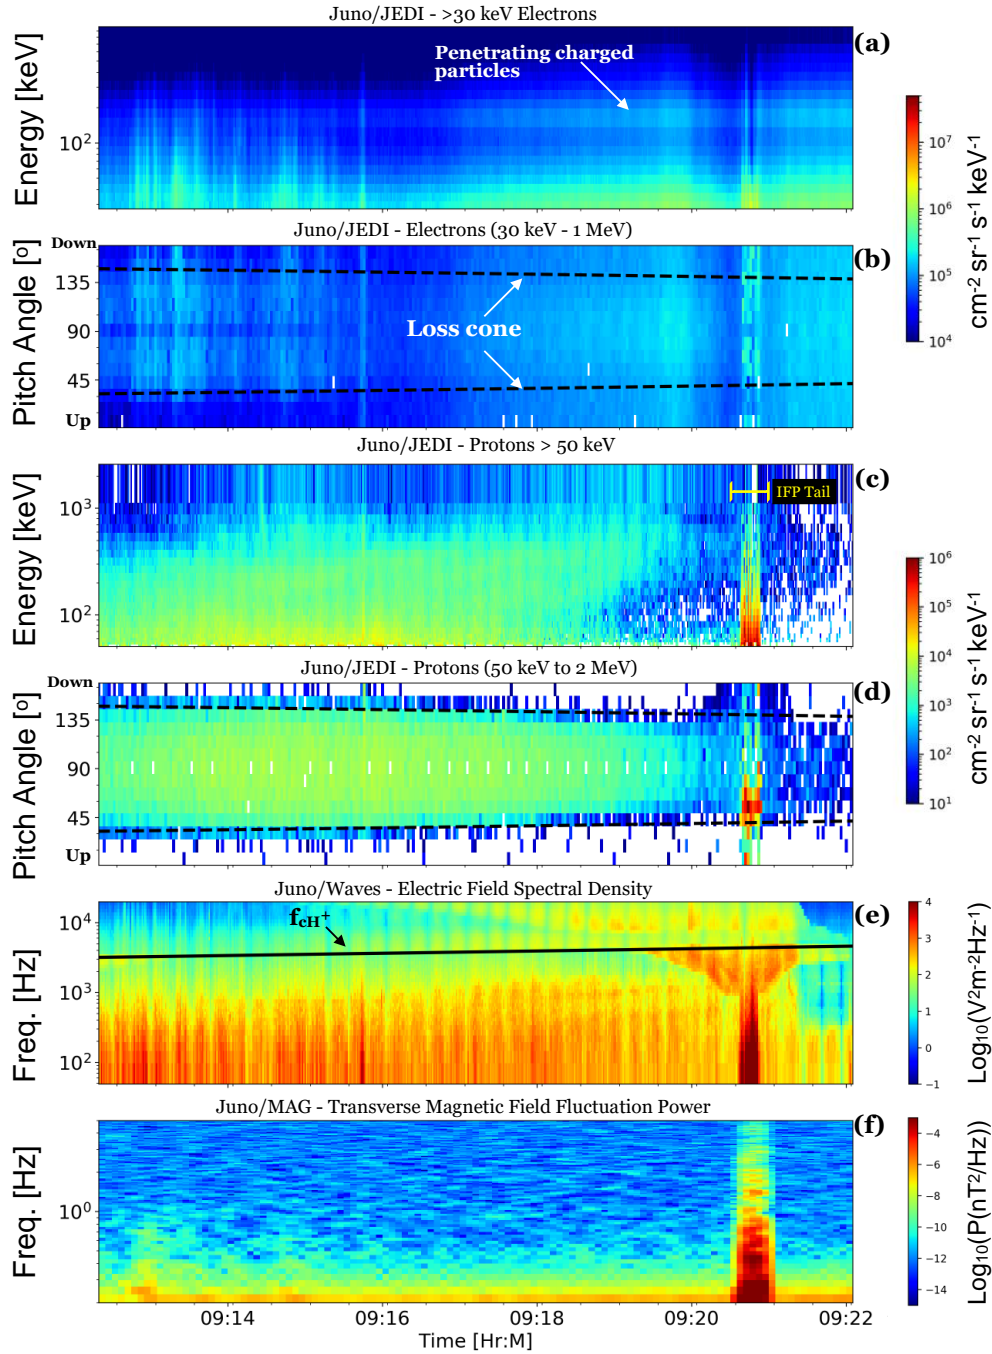 Juno/JEDI - >30 keV Electrons
(a)
Penetrating charged
particles
Energy [keV]
10²
10⁷
10⁶
10⁵
10⁴
cm⁻² sr⁻¹ s⁻¹ keV⁻¹
Juno/JEDI - Electrons (30 keV - 1 MeV)
(b)
Down
135
90
45
Up
Pitch Angle [º]
Loss cone
Juno/JEDI - Protons > 50 keV
(c)
IFP Tail
Energy [keV]
10³
10²
10⁶
10⁵
10⁴
10³
10²
10¹
cm⁻² sr⁻¹ s⁻¹ keV⁻¹
Juno/JEDI - Protons (50 keV to 2 MeV)
(d)
Down
135
90
45
Up
Pitch Angle [º]
Juno/Waves - Electric Field Spectral Density
(e)
f_cH⁺
Freq. [Hz]
10⁴
10³
10²
4
3
2
1
0
−1
Log₁₀(V²m⁻²Hz⁻¹)
Juno/MAG - Transverse Magnetic Field Fluctuation Power
(f)
Freq. [Hz]
10⁰
−4
−6
−8
−10
−12
−14
Log₁₀(P(nT²/Hz))
09:14 09:16 09:18 09:20 09:22
Time [Hr:M]